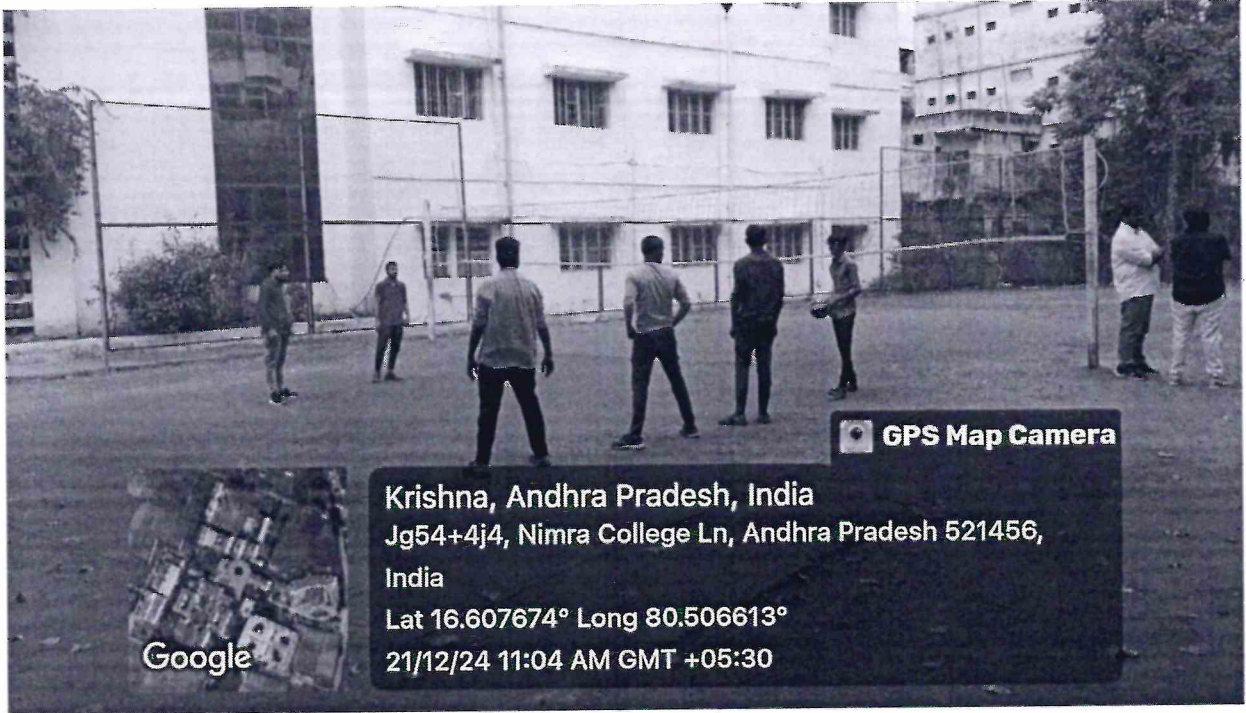 GPS Map Camera
Krishna, Andhra Pradesh, India
Jg54+4j4, Nimra College Ln, Andhra Pradesh 521456,
India
Lat 16.607674° Long 80.506613°
21/12/24 11:04 AM GMT +05:30
Google